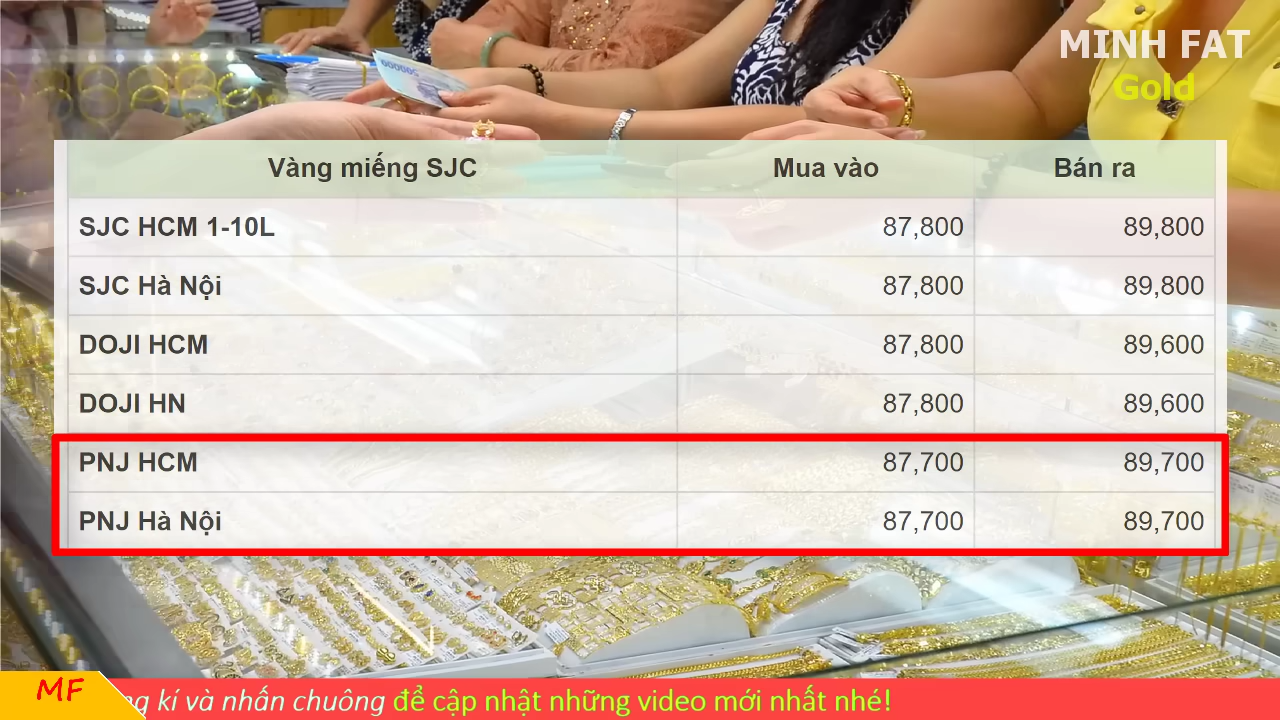 MINH FAT
Gold
500000
Vàng miếng SJC Mua vào Bán ra
SJC HCM 1-10L 87,800 89,800
SJC Hà Nội 87,800 89,800
DOJI HCM 87,800 89,600
DOJI HN 87,800 89,600
PNJ HCM 87,700 89,700
PNJ Hà Nội 87,700 89,700
MF
kí và nhấn chuông để cập nhật những video mới nhất nhé!